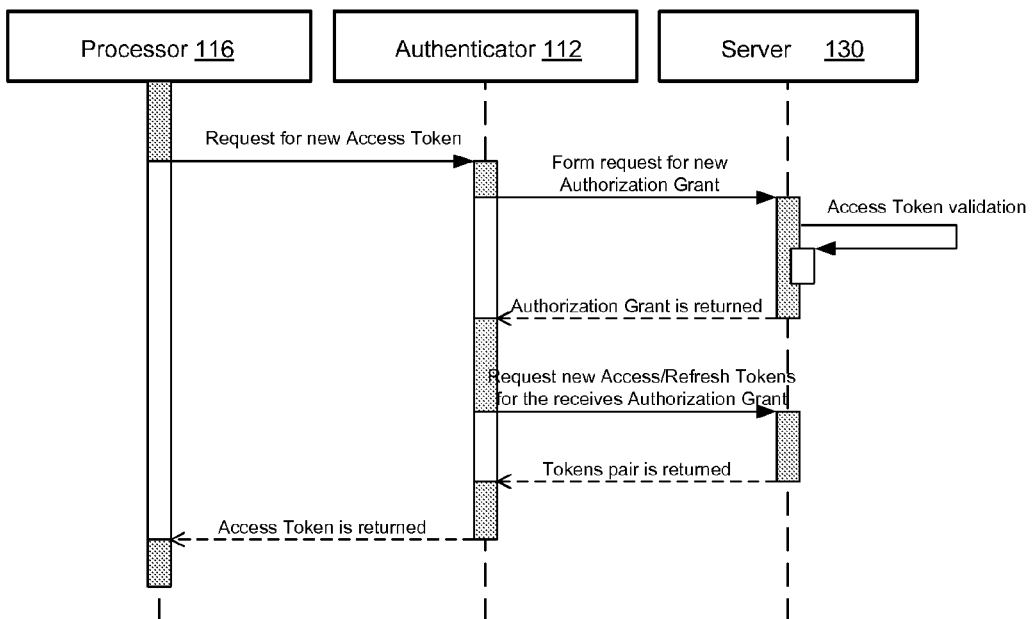 Processor 116
Authenticator 112
Server 130
Request for new Access Token
Form request for new
Authorization Grant
Access Token validation
Authorization Grant is returned
Request new Access/Refresh Tokens
for the receives Authorization Grant
Tokens pair is returned
Access Token is returned